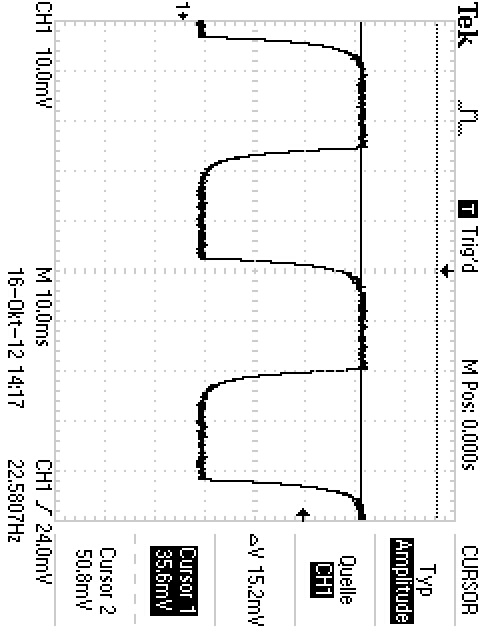 Tek
T Trig'd
M Pos: 0.000s
CURSOR
Typ
Amplitude
Quelle
CH1
ΔV 15.2mV
Cursor 1
35.6mV
Cursor 2
50.8mV
1
CH1 10.0mV
M 10.0ms
CH1 / 24.0mV
16-Okt-12 14:17
22.5807Hz